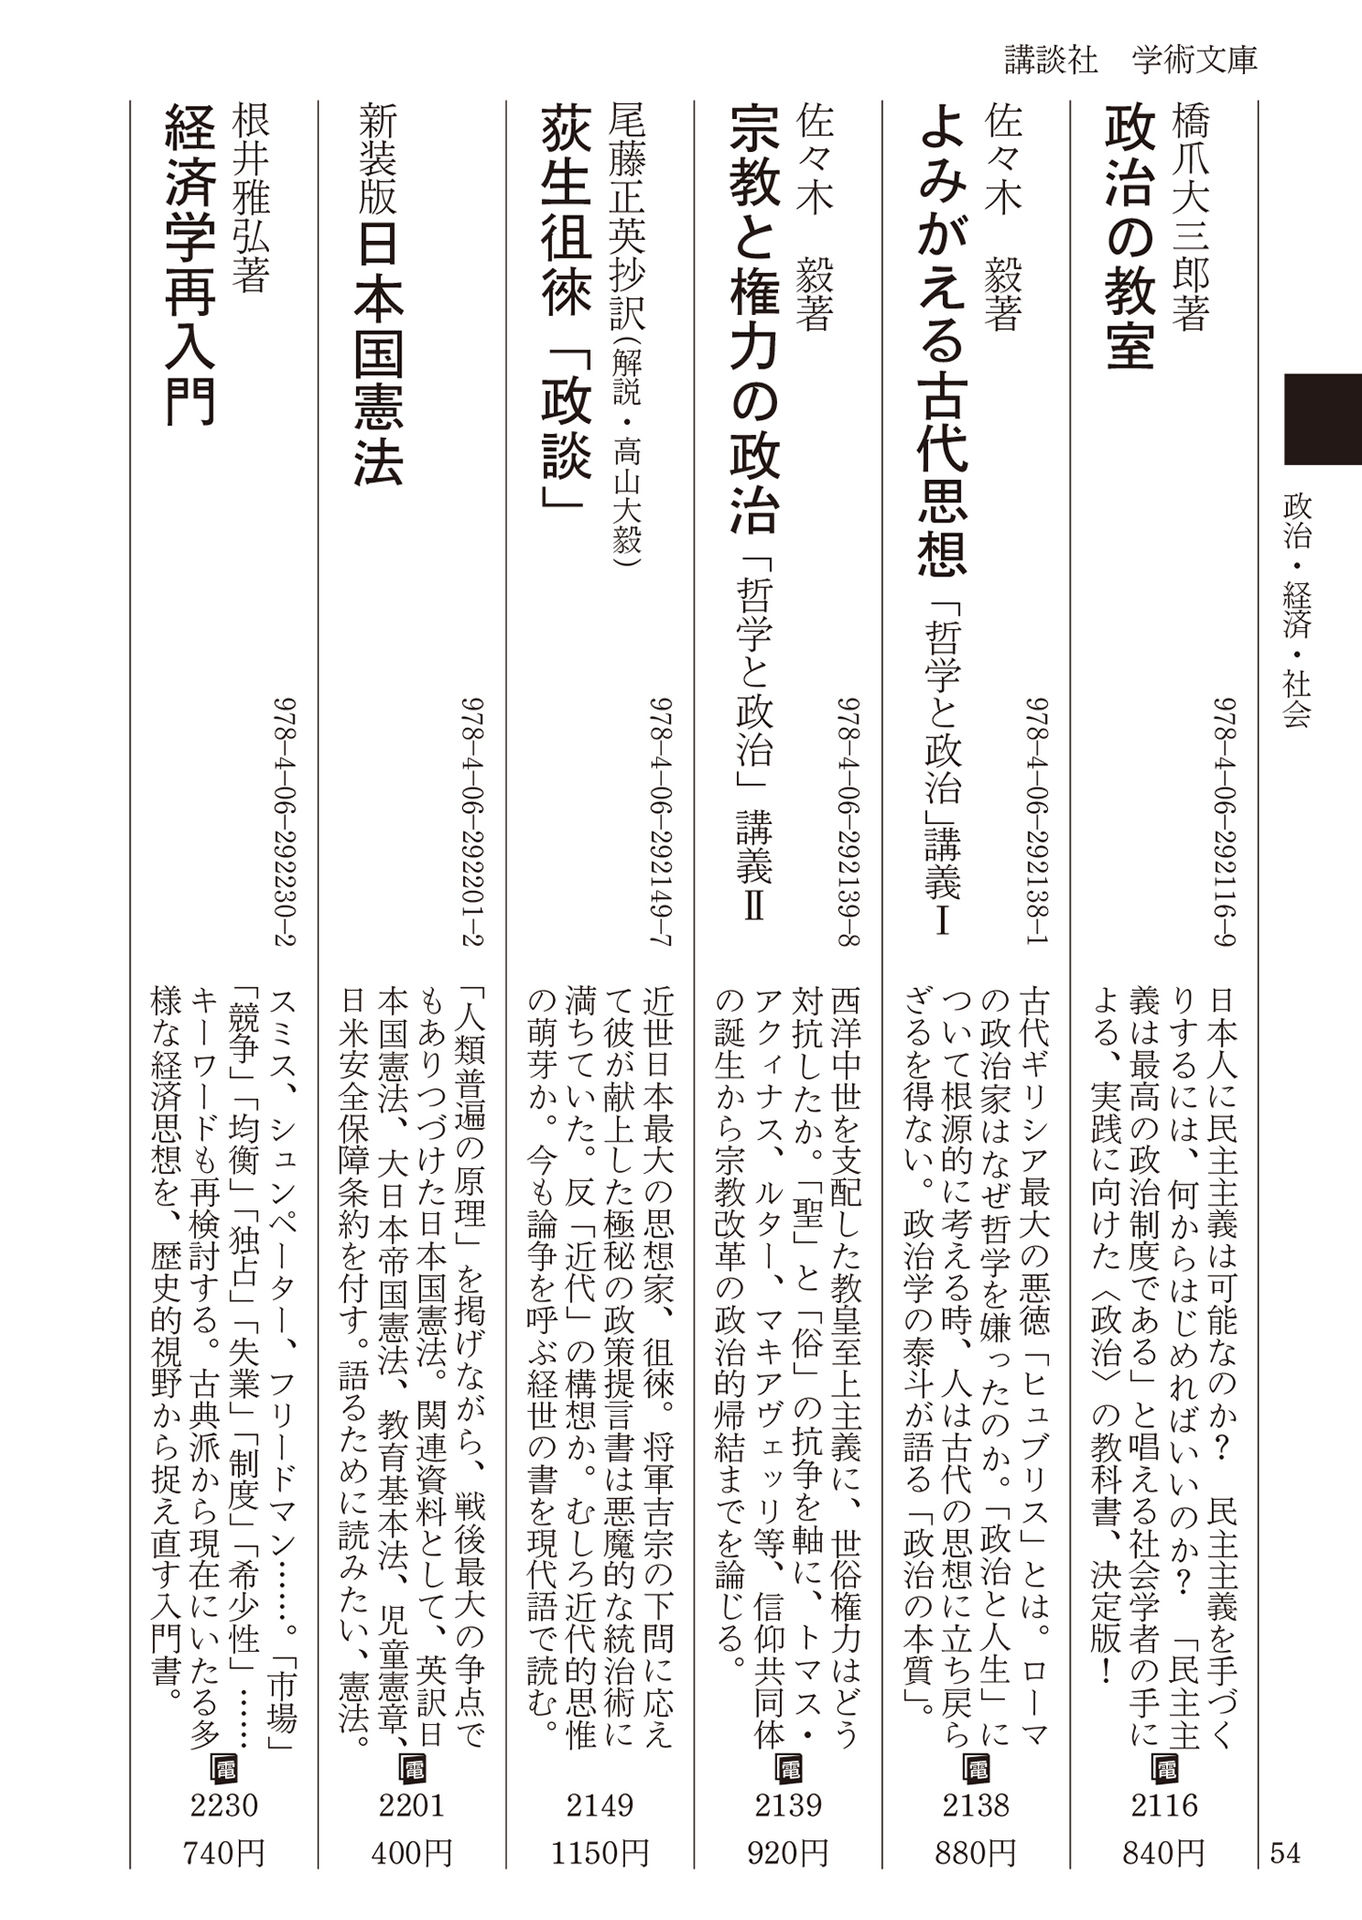 講談社　学術文庫
政治・経済・社会
54
橋爪大三郎著
政治の教室
978-4-06-292116-9
日本人に民主主義は可能なのか？　民主主義を手づく
りするには、何からはじめればいいのか？　「民主主
義は最高の政治制度である」と唱える社会学者の手に
よる、実践に向けた〈政治〉の教科書、決定版！
電
2116
840円
佐々木　毅著
よみがえる古代思想「哲学と政治」講義Ⅰ
978-4-06-292138-1
古代ギリシア最大の悪徳「ヒュブリス」とは。ローマ
の政治家はなぜ哲学を嫌ったのか。「政治と人生」に
ついて根源的に考える時、人は古代の思想に立ち戻ら
ざるを得ない。政治学の泰斗が語る「政治の本質」。
電
2138
880円
佐々木　毅著
宗教と権力の政治「哲学と政治」講義Ⅱ
978-4-06-292139-8
西洋中世を支配した教皇至上主義に、世俗権力はどう
対抗したか。「聖」と「俗」の抗争を軸に、トマス・
アクィナス、ルター、マキアヴェッリ等、信仰共同体
の誕生から宗教改革の政治的帰結までを論じる。
電
2139
920円
尾藤正英抄訳（解説・高山大毅）
荻生徂徠「政談」
978-4-06-292149-7
近世日本最大の思想家、徂徠。将軍吉宗の下問に応え
て彼が献上した極秘の政策提言書は悪魔的な統治術に
満ちていた。反「近代」の構想か。むしろ近代的思惟
の萌芽か。今も論争を呼ぶ経世の書を現代語で読む。
2149
1150円
新装版 日本国憲法
978-4-06-292201-2
「人類普遍の原理」を掲げながら、戦後最大の争点で
もありつづけた日本国憲法。関連資料として、英訳日
本国憲法、大日本帝国憲法、教育基本法、児童憲章、
日米安全保障条約を付す。語るために読みたい、憲法。
電
2201
400円
根井雅弘著
経済学再入門
978-4-06-292230-2
スミス、シュンペーター、フリードマン……。「市場」
「競争」「均衡」「独占」「失業」「制度」「希少性」……
キーワードも再検討する。古典派から現在にいたる多
様な経済思想を、歴史的視野から捉え直す入門書。
電
2230
740円